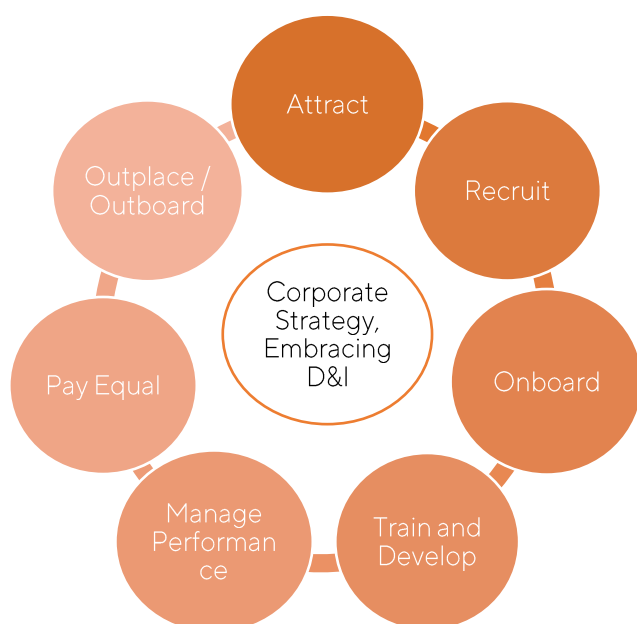 Attract
Recruit
Onboard
Train and
Develop
Manage
Performan
ce
Pay Equal
Outplace /
Outboard
Corporate
Strategy,
Embracing
D&I